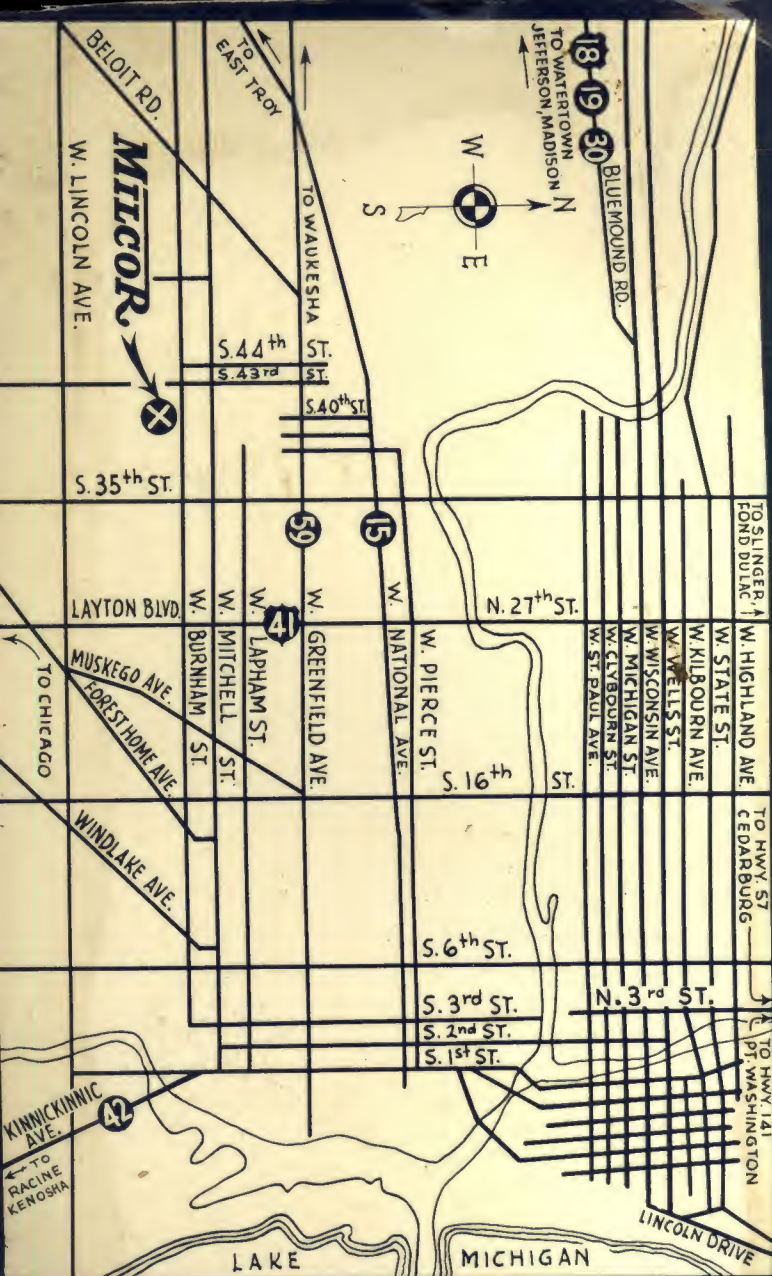 BELOIT RD.
MILCOR
W. LINCOLN AVE.
TO
EAST TROY
TO WAUKESHA
W
N
S
E
TO WATERTOWN
JEFFERSON, MADISON
18
19
30
BLUEMOUND RD.
S. 44th ST.
S. 43rd ST.
S. 40th ST.
X
S. 35th ST.
59
15
TO SLINGER,
FOND DU LAC
LAYTON BLVD.
41
N. 27th ST.
W. BURNHAM ST.
W. MITCHELL ST.
W. LAPHAM ST.
W. GREENFIELD AVE.
W. NATIONAL AVE.
W. PIERCE ST.
W. ST. PAUL AVE.
W. CLYBOURN ST.
W. MICHIGAN ST.
W. WISCONSIN AVE.
W. WELLS ST.
W. KILBOURN AVE.
W. STATE ST.
W. HIGHLAND AVE.
TO CHICAGO
MUSKEGO AVE.
FOREST HOME AVE.
WINDLAKE AVE.
S. 16th ST.
TO HWY. 57
CEDARBURG
S. 6th ST.
S. 3rd ST.
N. 3rd ST.
S. 2nd ST.
S. 1st ST.
TO HWY. 141
PT. WASHINGTON
KINNICKINNIC
AVE.
42
TO
RACINE
KENOSHA
LINCOLN DRIVE
LAKE MICHIGAN